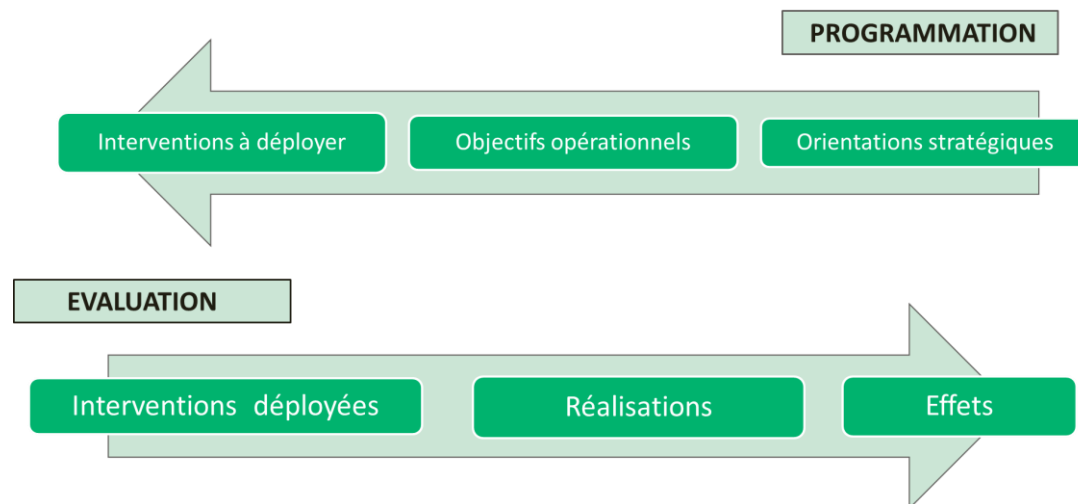 PROGRAMMATION
Interventions à déployer
Objectifs opérationnels
Orientations stratégiques
EVALUATION
Interventions déployées
Réalisations
Effets